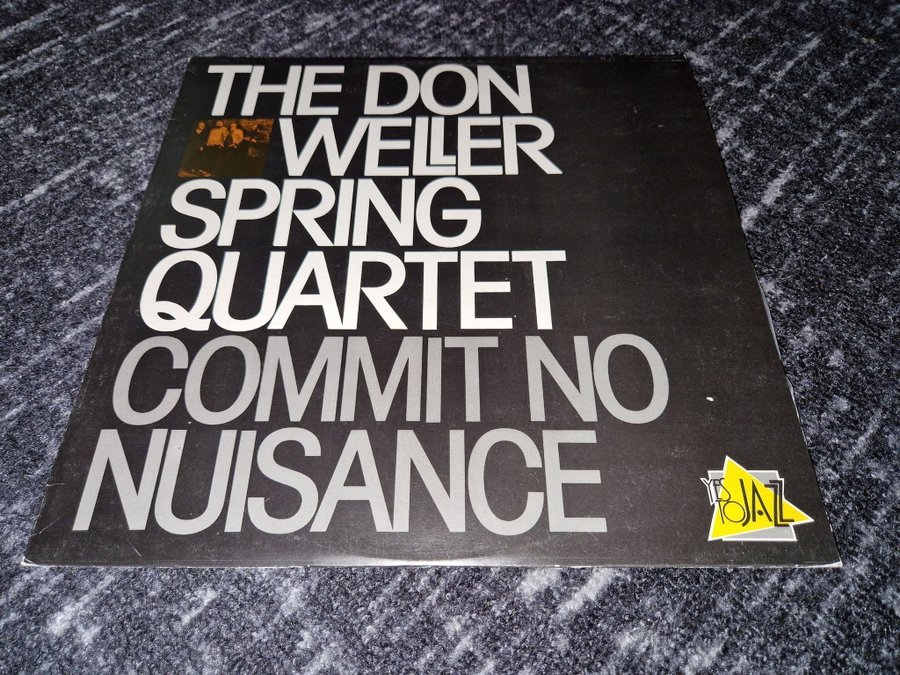 THE DON
WELLER
SPRING
QUARTET
COMMIT NO
NUISANCE
YES
TO JAZZ